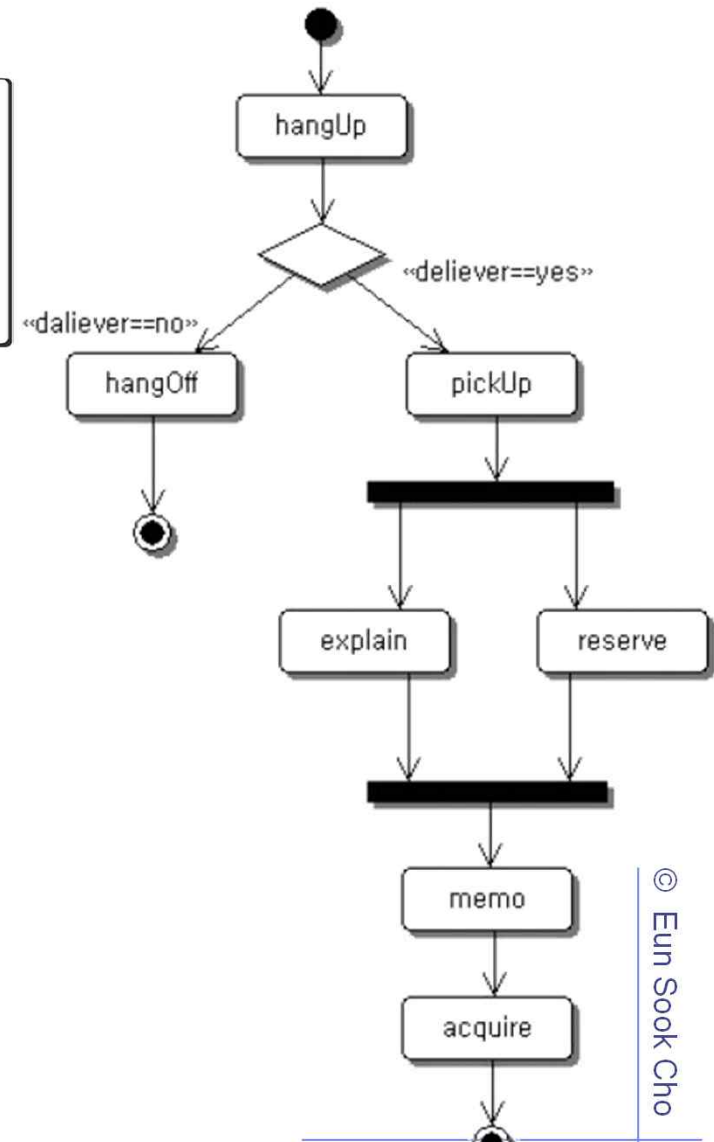 hangUp
«deliever==yes»
«daliever==no»
hangOff
pickUp
explain
reserve
memo
acquire
© Eun Sook Cho